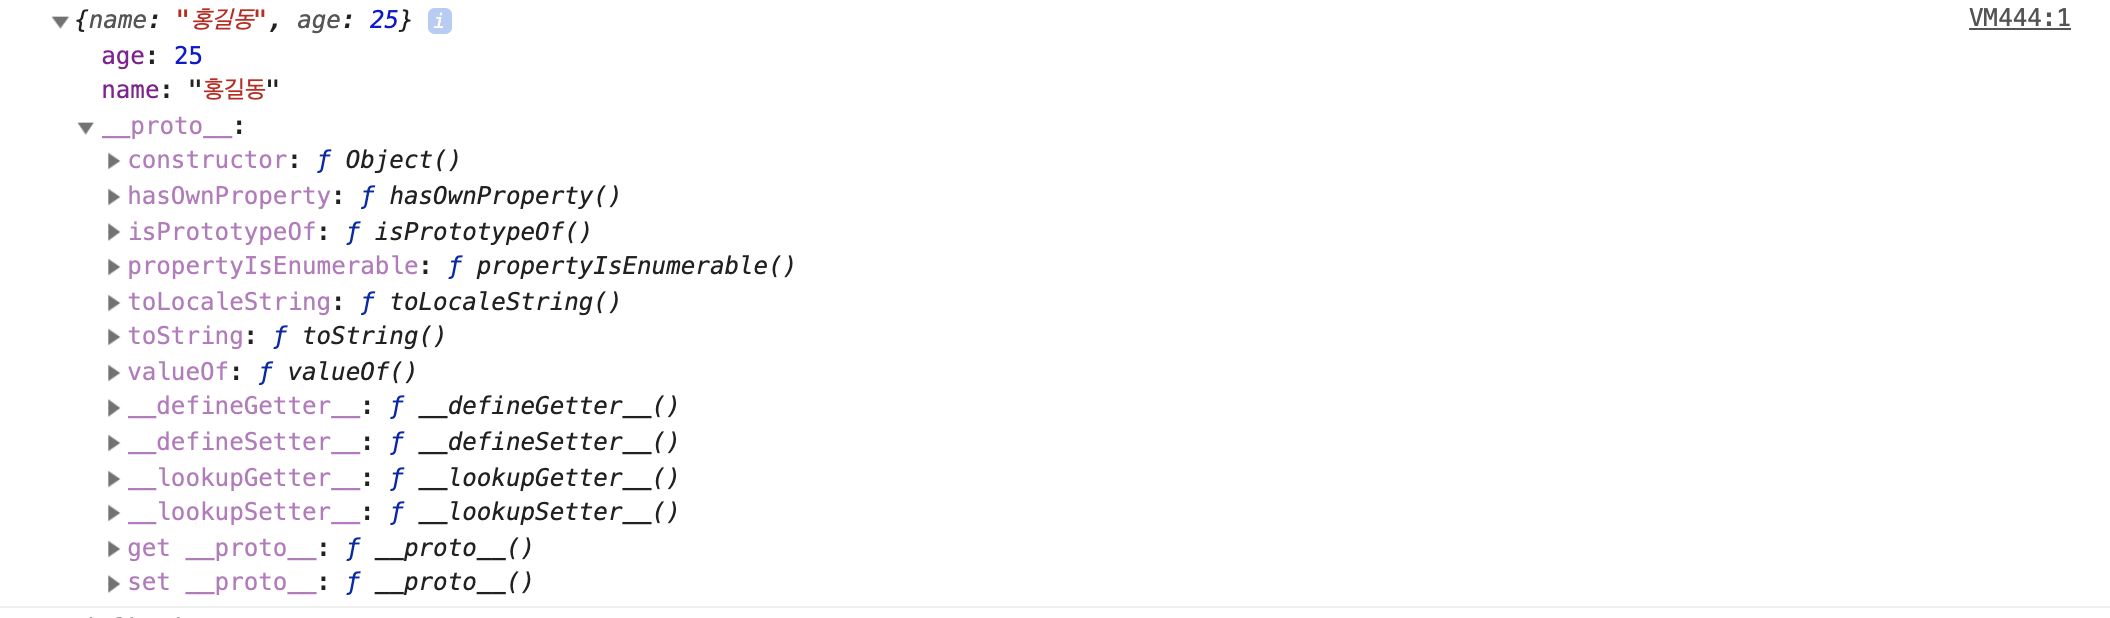 ▼{name: "홍길동", age: 25} i VM444:1
age: 25
name: "홍길동"
▼ __proto__:
▶ constructor: ƒ Object()
▶ hasOwnProperty: ƒ hasOwnProperty()
▶ isPrototypeOf: ƒ isPrototypeOf()
▶ propertyIsEnumerable: ƒ propertyIsEnumerable()
▶ toLocaleString: ƒ toLocaleString()
▶ toString: ƒ toString()
▶ valueOf: ƒ valueOf()
▶ __defineGetter__: ƒ __defineGetter__()
▶ __defineSetter__: ƒ __defineSetter__()
▶ __lookupGetter__: ƒ __lookupGetter__()
▶ __lookupSetter__: ƒ __lookupSetter__()
▶ get __proto__: ƒ __proto__()
▶ set __proto__: ƒ __proto__()